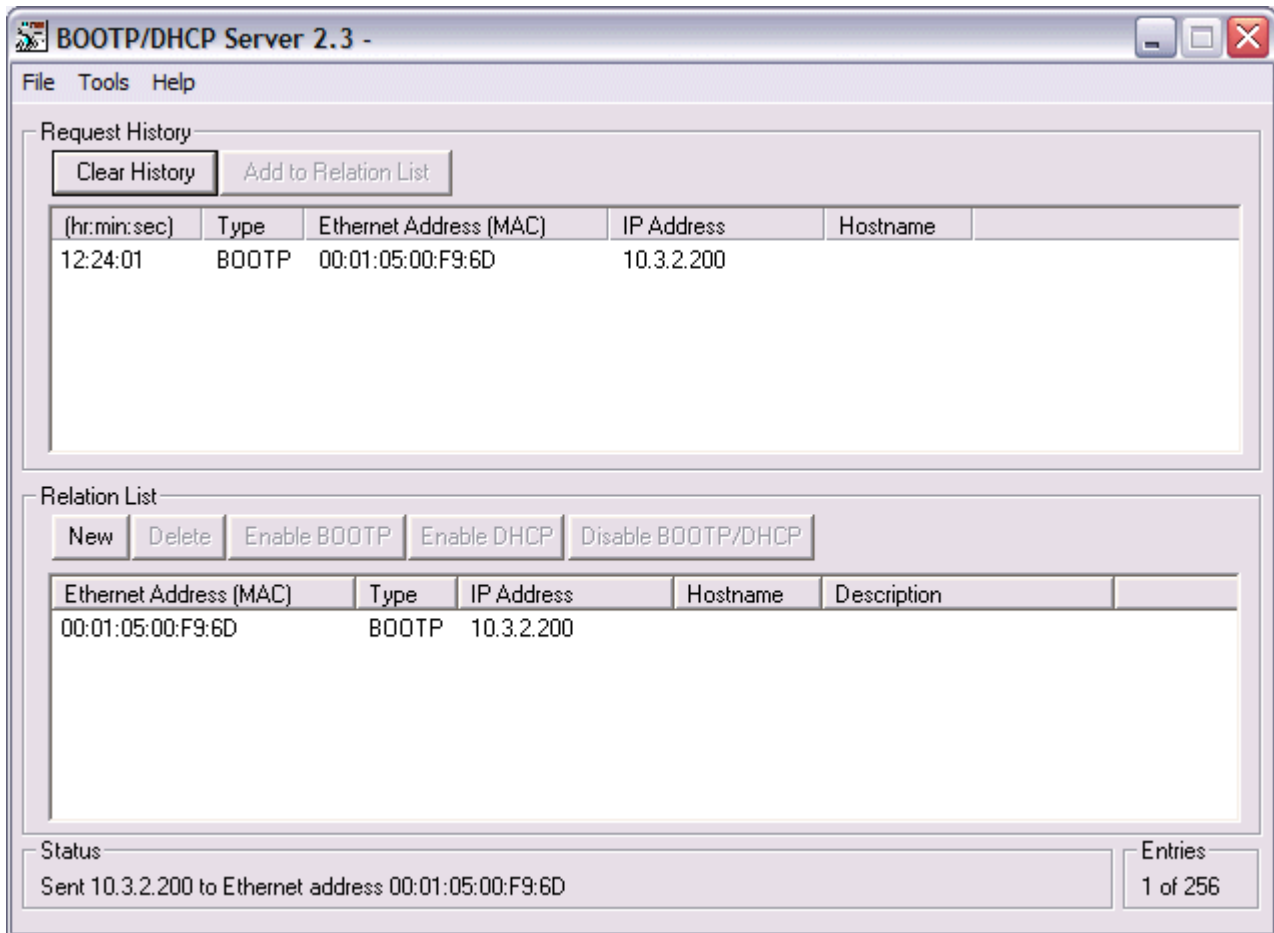 BOOTP/DHCP Server 2.3 -
File Tools Help
Request History
Clear History Add to Relation List
(hr:min:sec) Type Ethernet Address (MAC) IP Address Hostname
12:24:01 BOOTP 00:01:05:00:F9:6D 10.3.2.200
Relation List
New Delete Enable BOOTP Enable DHCP Disable BOOTP/DHCP
Ethernet Address (MAC) Type IP Address Hostname Description
00:01:05:00:F9:6D BOOTP 10.3.2.200
Status
Sent 10.3.2.200 to Ethernet address 00:01:05:00:F9:6D
Entries
1 of 256